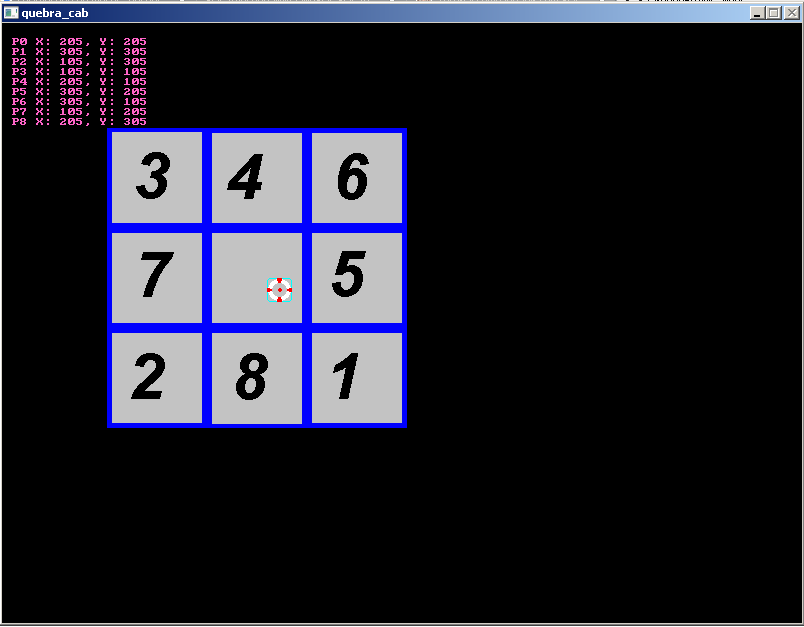 quebra_cab
P0 X: 205, Y: 205
P1 X: 305, Y: 305
P2 X: 105, Y: 305
P3 X: 105, Y: 105
P4 X: 205, Y: 105
P5 X: 305, Y: 205
P6 X: 305, Y: 105
P7 X: 105, Y: 205
P8 X: 205, Y: 305
3 4 6
7 5
2 8 1